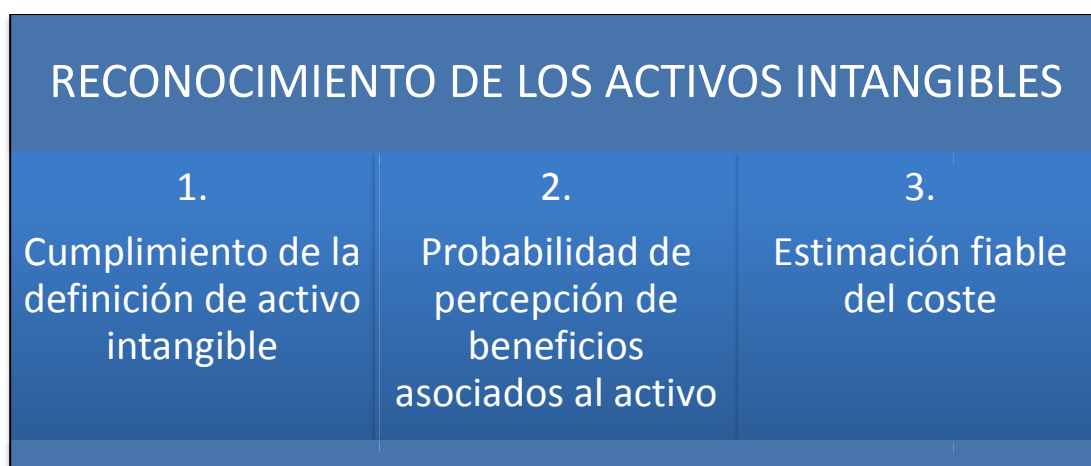 RECONOCIMIENTO DE LOS ACTIVOS INTANGIBLES
1.
Cumplimiento de la
definición de activo
intangible
2.
Probabilidad de
percepción de
beneficios
asociados al activo
3.
Estimación fiable
del coste